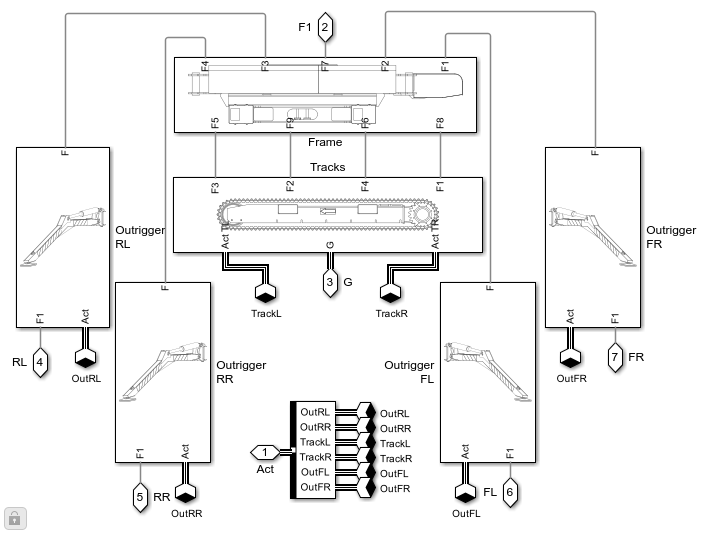 F1
2
F4
F3
F7
F2
F1
F5
F9
F6
F8
Frame
Tracks
F3
F2
F4
F1
Act TL
G
Act TR
3
G
TrackL
TrackR
F
Outrigger
RL
F1
Act
RL
4
OutRL
F
Outrigger
RR
F1
Act
5
RR
OutRR
F
Outrigger
FL
Act
F1
OutFL
FL
6
F
Outrigger
FR
Act
F1
OutFR
7
FR
1
Act
OutRL
OutRR
TrackL
TrackR
OutFL
OutFR
OutRL
OutRR
TrackL
TrackR
OutFL
OutFR